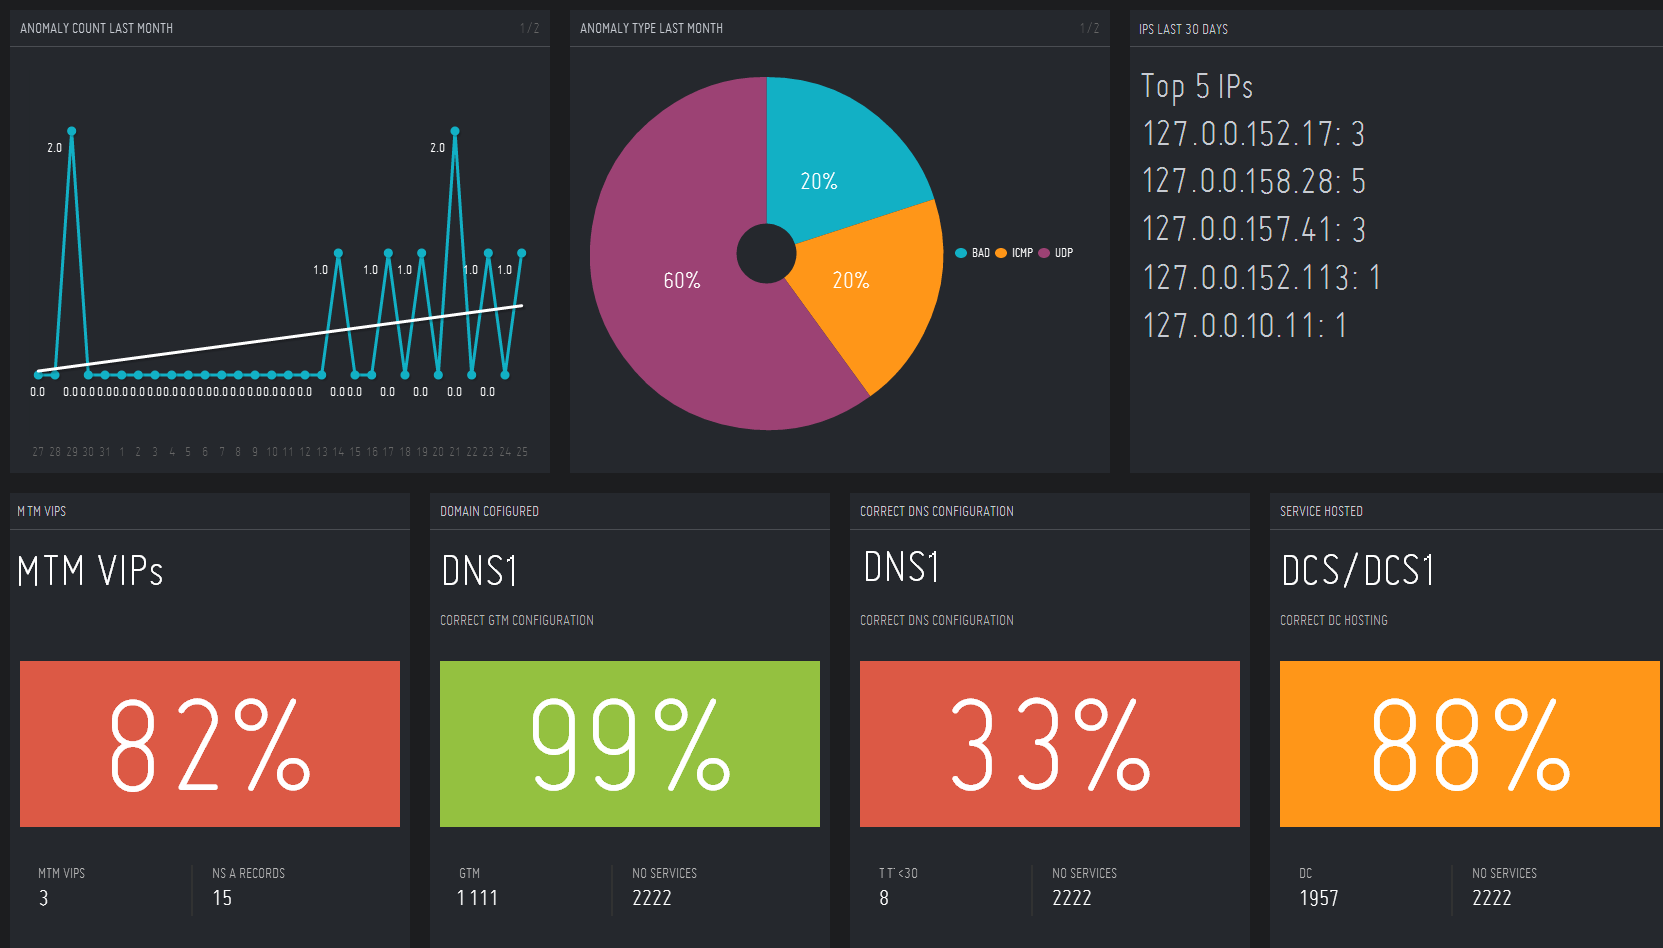 ANOMALY COUNT LAST MONTH 1/2
2.0 2.0
1.0 1.0 1.0 1.0 1.0
0.0 0.0 0.0 0.0 0.0 0.0 0.0 0.0 0.0 0.0 0.0 0.0 0.0 0.0 0.0 0.0 0.0 0.0 0.0 0.0 0.0 0.0
27 28 29 30 31 1 2 3 4 5 6 7 8 9 10 11 12 13 14 15 16 17 18 19 20 21 22 23 24 25
ANOMALY TYPE LAST MONTH 1/2
20%
60% 20%
BAD ICMP UDP
IPS LAST 30 DAYS
Top 5 IPs
127.0.0.152.17: 3
127.0.0.158.28: 5
127.0.0.157.41: 3
127.0.0.152.113: 1
127.0.0.10.11: 1
MTM VIPS
MTM VIPs
82%
MTM VIPS NS A RECORDS
3 15
DOMAIN COFIGURED
DNS1
CORRECT GTM CONFIGURATION
99%
GTM NO SERVICES
1111 2222
CORRECT DNS CONFIGURATION
DNS1
CORRECT DNS CONFIGURATION
33%
<30 NO SERVICES
8 2222
SERVICE HOSTED
DCS/DCS1
CORRECT DC HOSTING
88%
DC NO SERVICES
1957 2222